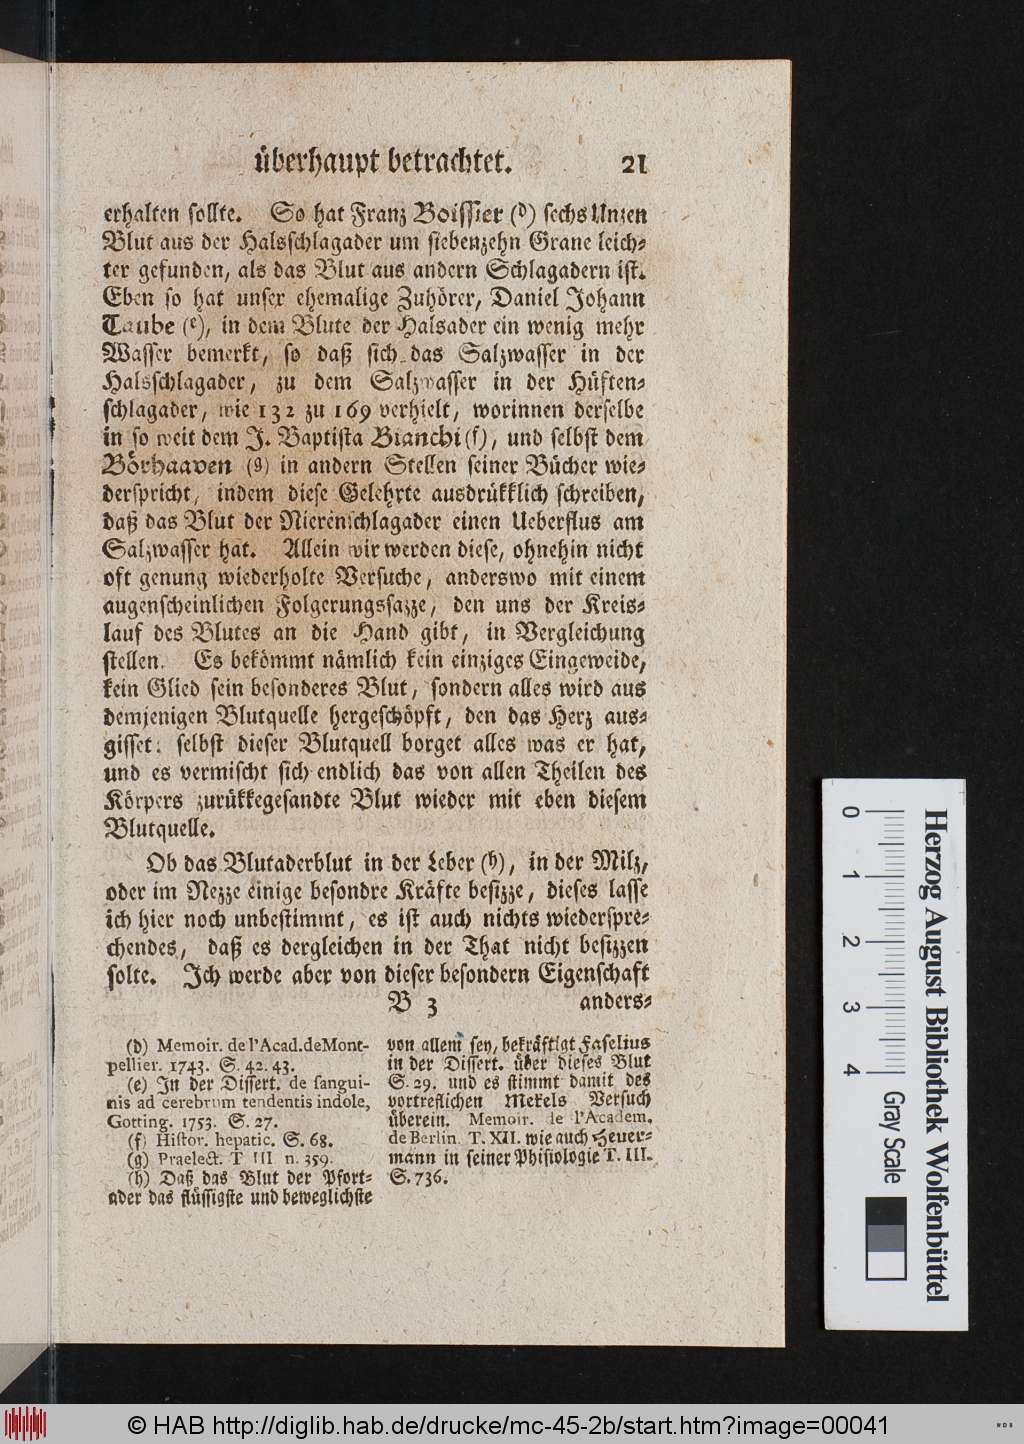 überhaupt betrachtet. 21
erhalten sollte. So hat Franz Boissier (d) sechs Unzen
Blut aus der Halsschlagader um siebenzehn Grane leich-
ter gefunden, als das Blut aus andern Schlagadern ist.
Eben so hat unser ehemalige Zuhörer, Daniel Johann
Taube (e), in dem Blute der Halsader ein wenig mehr
Wasser bemerkt, so daß sich das Salzwasser in der
Halsschlagader, zu dem Salzwasser in der Hüften-
schlagader, wie 132 zu 169 verhielt, worinnen derselbe
in so weit dem J. Baptista Bianchi (f), und selbst dem
Börhaaven (g) in andern Stellen seiner Bücher wie-
derspricht, indem diese Gelehrte ausdrükklich schreiben,
daß das Blut der Nierenschlagader einen Ueberflus am
Salzwasser hat. Allein wir werden diese, ohnehin nicht
oft genung wiederholte Versuche, anderswo mit einem
augenscheinlichen Folgerungssazze, den uns der Kreis-
lauf des Blutes an die Hand gibt, in Vergleichung
stellen. Es bekömmt nämlich kein einziges Eingeweide,
kein Glied sein besonderes Blut, sondern alles wird aus
demjenigen Blutquelle hergeschöpft, den das Herz aus-
gisset: selbst dieser Blutquell borget alles was er hat,
und es vermischt sich endlich das von allen Theilen des
Körpers zurükkegesandte Blut wieder mit eben diesem
Blutquelle.
Ob das Blutaderblut in der Leber (h), in der Milz,
oder im Nezze einige besondre Kräfte besizze, dieses lasse
ich hier noch unbestimmt, es ist auch nichts wiederspre-
chendes, daß es dergleichen in der That nicht besizzen
solte. Ich werde aber von dieser besondern Eigenschaft
B 3 anders-
(d) Memoir. de l'Acad. de Mont-
pellier. 1743. S. 42. 43.
(e) In der Dissert. de sangui-
nis ad cerebrum tendentis indole,
Gotting. 1753. S. 27.
(f) Histor. hepatic. S. 68.
(g) Praelect. T III n. 359.
(h) Daß das Blut der Pfort-
ader das flüssigste und beweglichste
von allem sey, bekräftigt Faselius
in der Dissert. über dieses Blut
S. 29. und es stimmt damit des
vortreflichen Mekels Versuch
überein. Memoir. de l'Academ.
de Berlin. T. XII. wie auch Heuer-
mann in seiner Phisiologie T. III.
S. 736.
0 1 2 3 4
Herzog August Bibliothek Wolfenbüttel
Gray Scale
© HAB http://diglib.hab.de/drucke/mc-45-2b/start.htm?image=00041